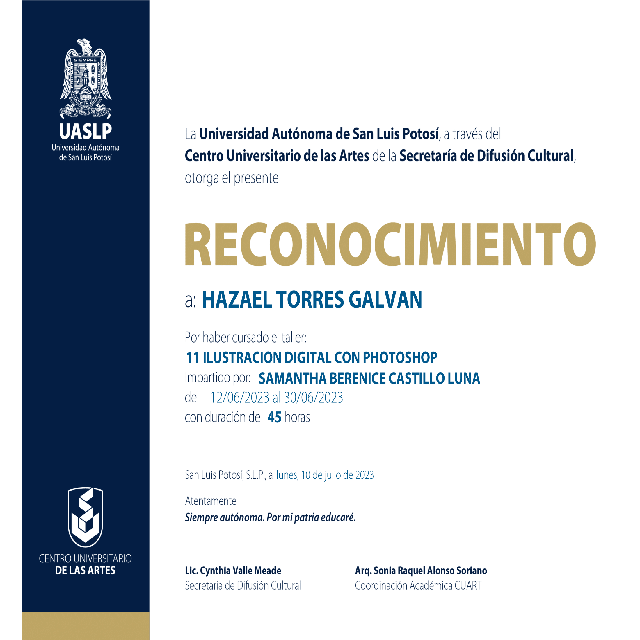 UASLP
Universidad Autónoma
de San Luis Potosí
La Universidad Autónoma de San Luis Potosí, a través del
Centro Universitario de las Artes de la Secretaría de Difusión Cultural,
otorga el presente
RECONOCIMIENTO
a: HAZAEL TORRES GALVAN
Por haber cursado el taller:
11 ILUSTRACION DIGITAL CON PHOTOSHOP
impartido por: SAMANTHA BERENICE CASTILLO LUNA
del 12/06/2023 al 30/06/2023
con duración de 45 horas
San Luis Potosí, S.L.P., a lunes, 10 de julio de 2023
Atentamente
Siempre autónoma. Por mi patria educaré.
CENTRO UNIVERSITARIO
DE LAS ARTES
Lic. Cynthia Valle Meade
Secretaria de Difusión Cultural
Arq. Sonia Raquel Alonso Soriano
Coordinación Académica CUART